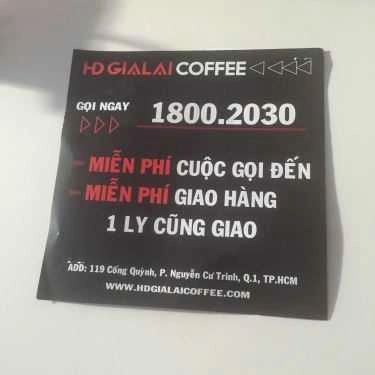 HD GIALAI COFFEE
GỌI NGAY 1800.2030
MIỄN PHÍ CUỘC GỌI ĐẾN
MIỄN PHÍ GIAO HÀNG
1 LY CŨNG GIAO
ADD: 119 Cống Quỳnh, P. Nguyễn Cư Trinh, Q.1, TP.HCM
WWW.HDGIALAICOFFEE.COM